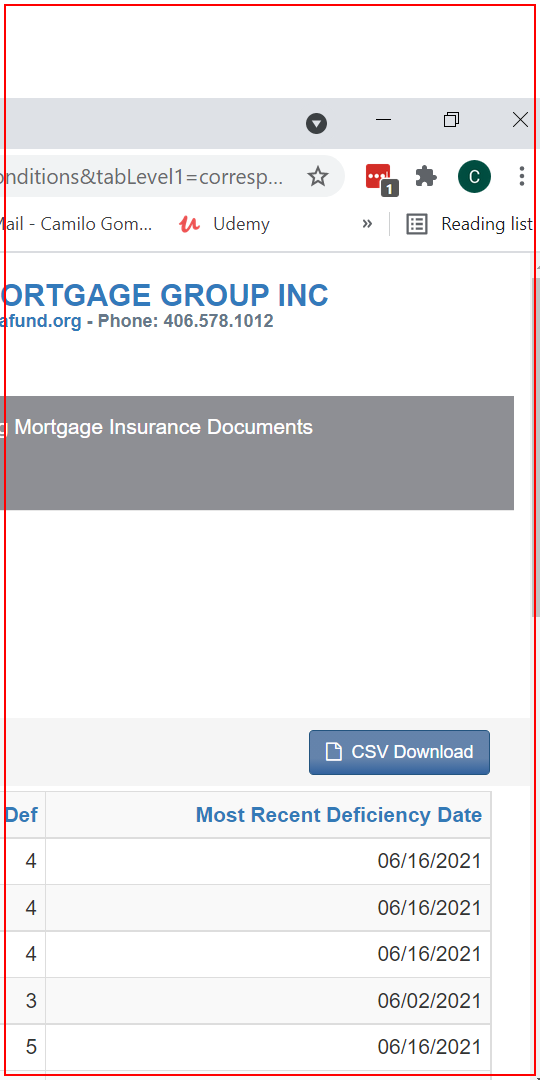 onditions&tabLevel1=corresp...
1
C
Mail - Camilo Gom...
Udemy
»
Reading list
ORTGAGE GROUP INC
afund.org - Phone: 406.578.1012
g Mortgage Insurance Documents
CSV Download
Def Most Recent Deficiency Date
4 06/16/2021
4 06/16/2021
4 06/16/2021
3 06/02/2021
5 06/16/2021